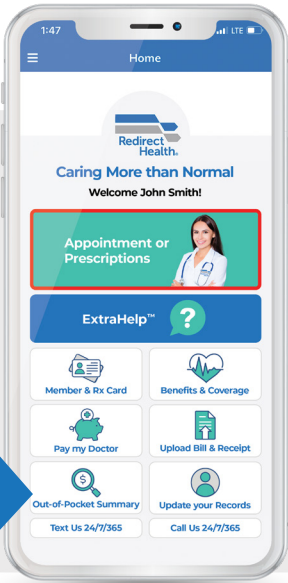 1:47
LTE
Home
Redirect
Health®
Caring More than Normal
Welcome John Smith!
Appointment or
Prescriptions
ExtraHelp™
?
Member & Rx Card
Benefits & Coverage
Pay my Doctor
Upload Bill & Receipt
$
Out-of-Pocket Summary
Update your Records
Text Us 24/7/365
Call Us 24/7/365